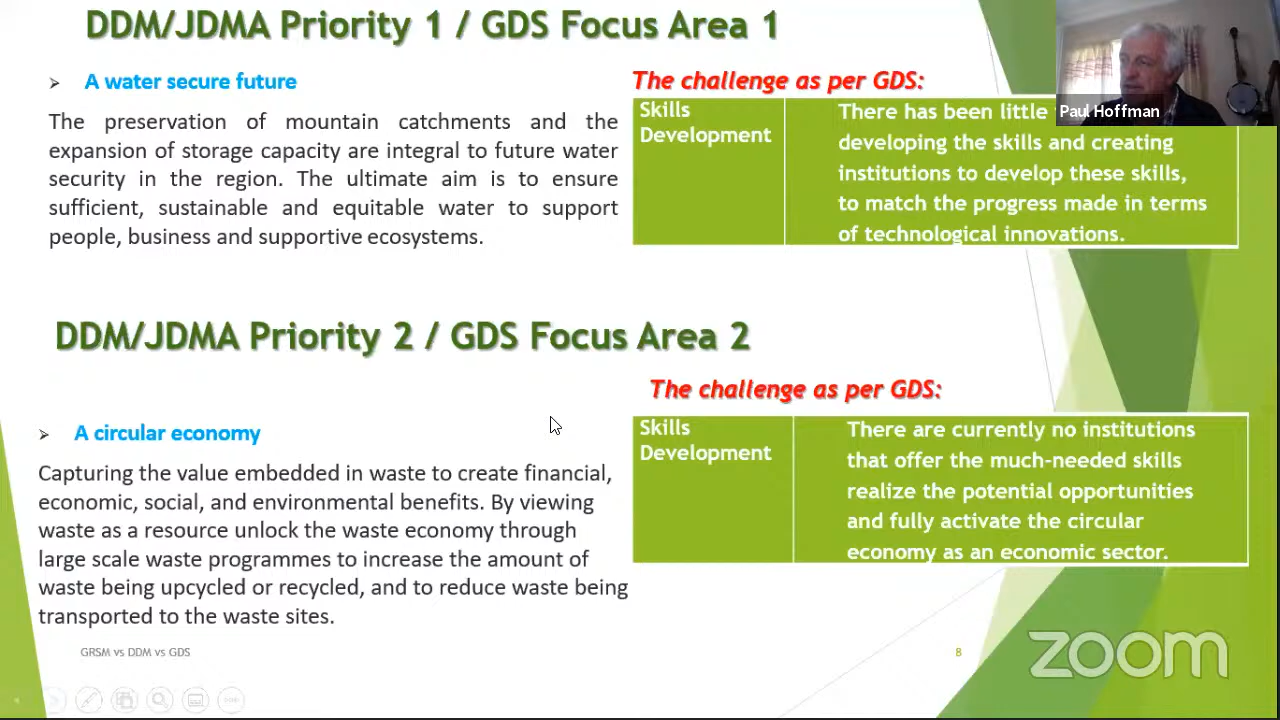 DDM/JDMA Priority 1 / GDS Focus Area 1
A water secure future
The preservation of mountain catchments and the
expansion of storage capacity are integral to future water
security in the region. The ultimate aim is to ensure
sufficient, sustainable and equitable water to support
people, business and supportive ecosystems.
The challenge as per GDS:
Skills
Development
There has been little
developing the skills and creating
institutions to develop these skills,
to match the progress made in terms
of technological innovations.
Paul Hoffman
DDM/JDMA Priority 2 / GDS Focus Area 2
A circular economy
Capturing the value embedded in waste to create financial,
economic, social, and environmental benefits. By viewing
waste as a resource unlock the waste economy through
large scale waste programmes to increase the amount of
waste being upcycled or recycled, and to reduce waste being
transported to the waste sites.
The challenge as per GDS:
Skills
Development
There are currently no institutions
that offer the much-needed skills
realize the potential opportunities
and fully activate the circular
economy as an economic sector.
GRSM vs DDM vs GDS
8
zoom